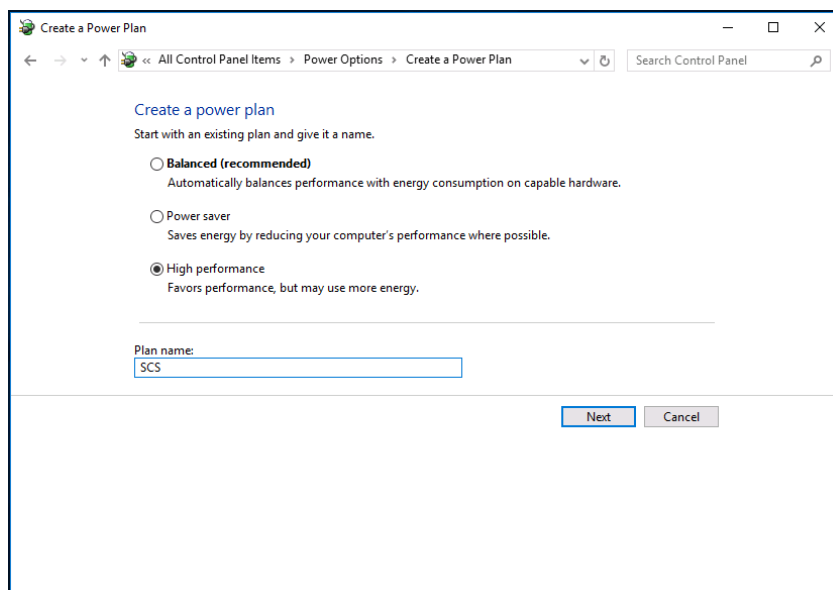 Create a Power Plan
« All Control Panel Items > Power Options > Create a Power Plan
Search Control Panel
Create a power plan
Start with an existing plan and give it a name.
Balanced (recommended)
Automatically balances performance with energy consumption on capable hardware.
Power saver
Saves energy by reducing your computer's performance where possible.
High performance
Favors performance, but may use more energy.
Plan name:
SCS
Next Cancel